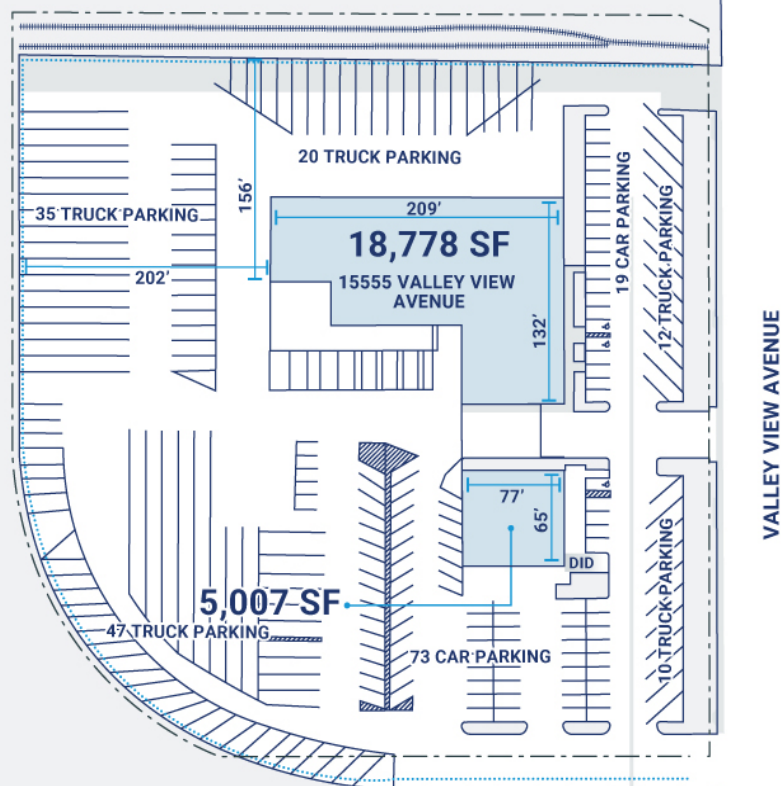 20 TRUCK PARKING
156'
35 TRUCK PARKING
202'
209'
18,778 SF
15555 VALLEY VIEW
AVENUE
132'
19 CAR PARKING
12 TRUCK PARKING
VALLEY VIEW AVENUE
77'
65'
DID
5,007 SF
47 TRUCK PARKING
73 CAR PARKING
10 TRUCK PARKING